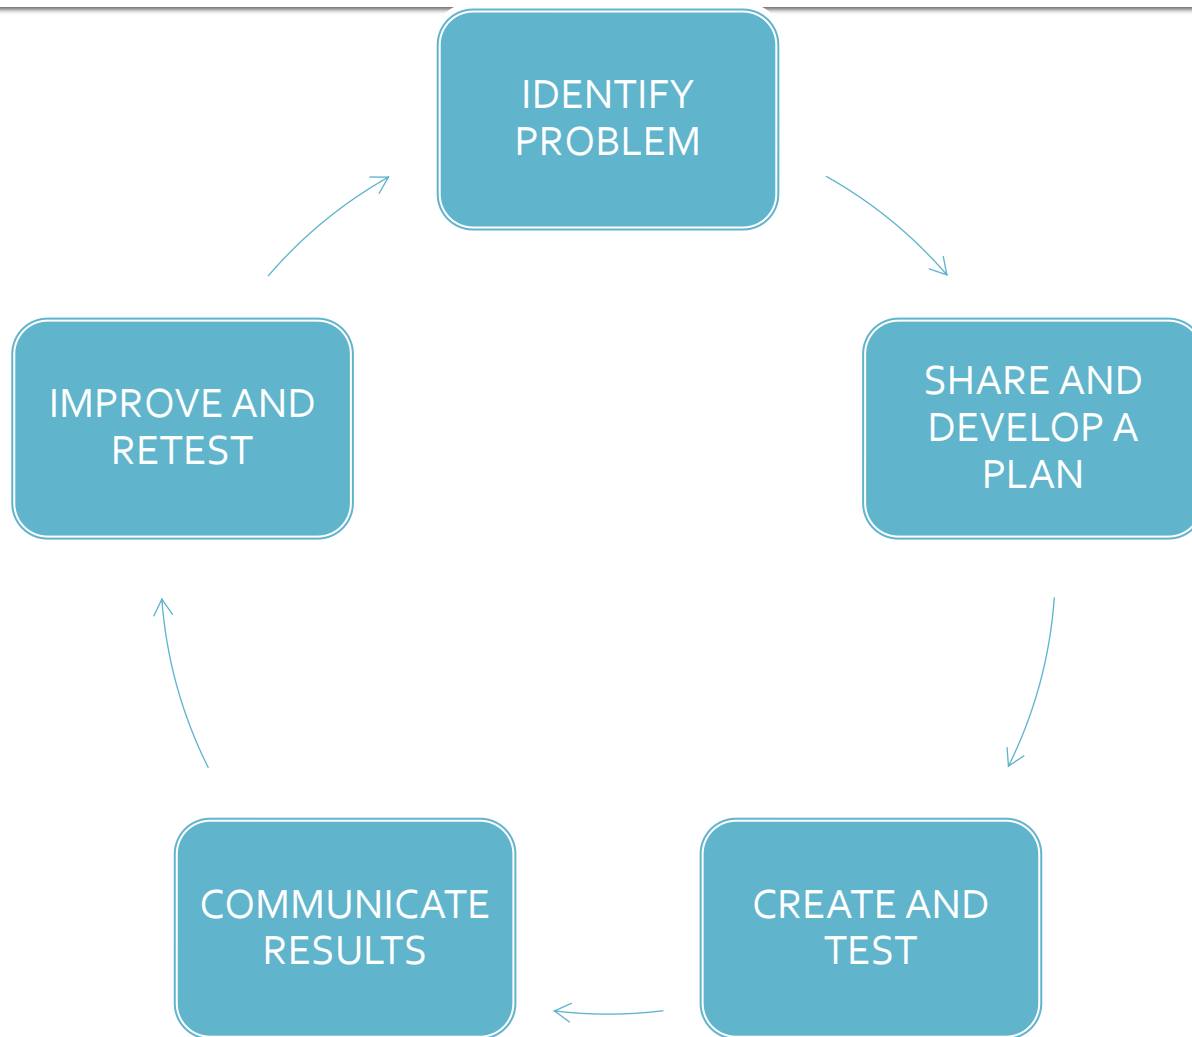 IDENTIFY
PROBLEM
SHARE AND
DEVELOP A
PLAN
CREATE AND
TEST
COMMUNICATE
RESULTS
IMPROVE AND
RETEST